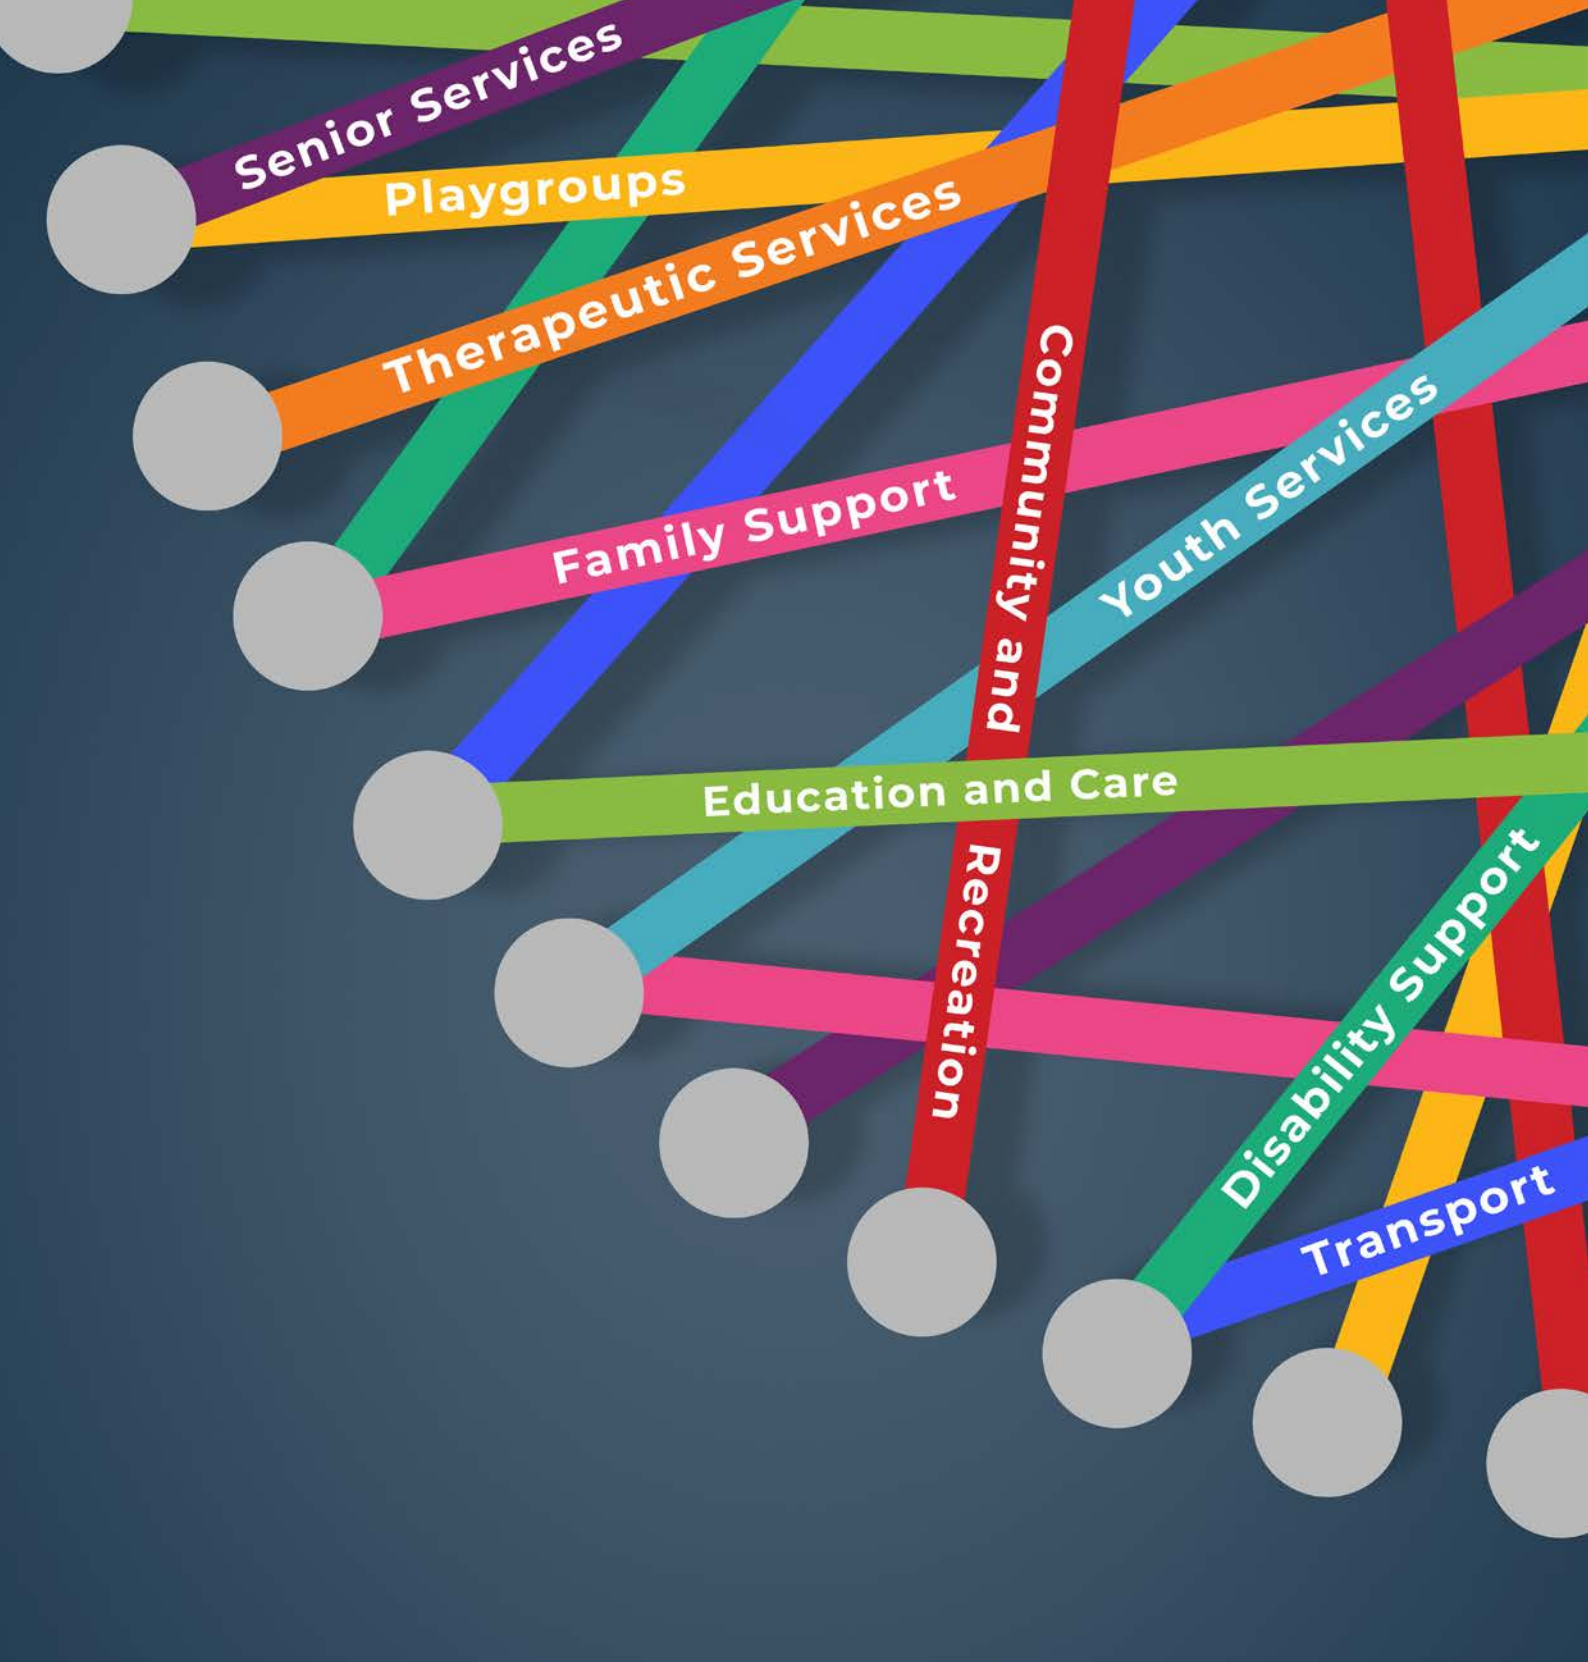 Senior Services
Playgroups
Therapeutic Services
Family Support
Community and Recreation
Youth Services
Education and Care
Disability Support
Transport